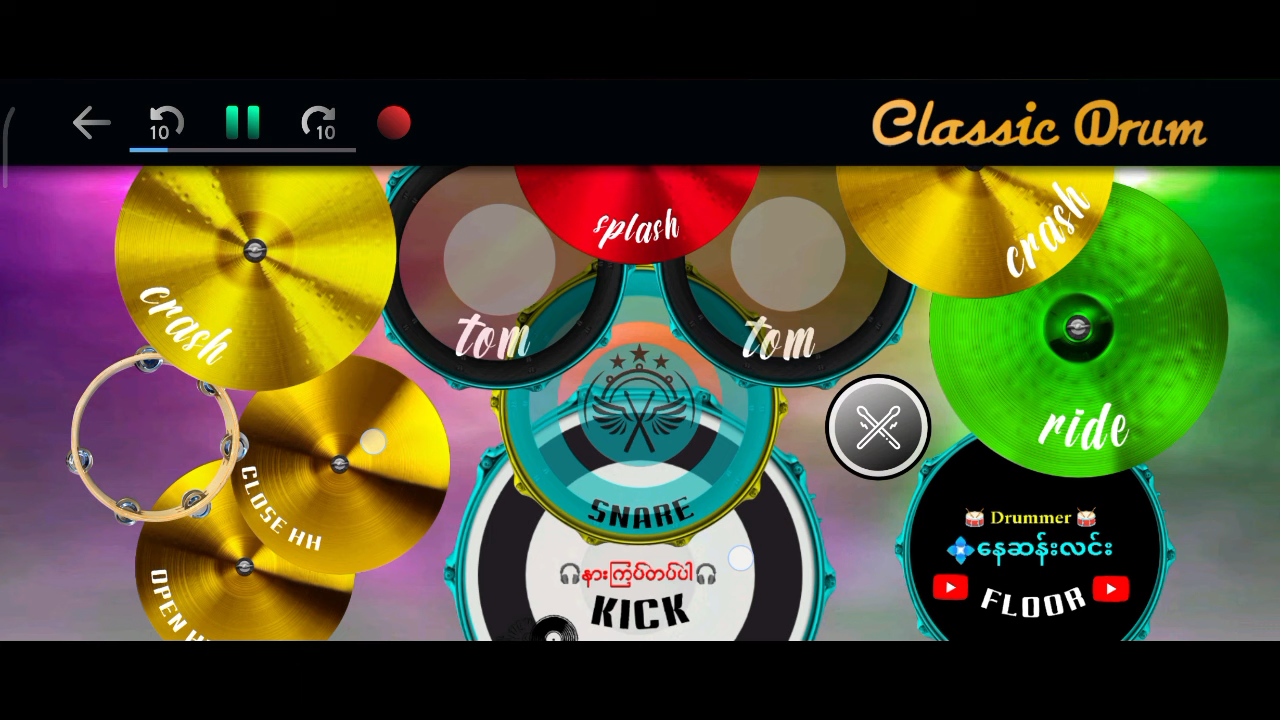 10
10
Classic Drum
crash
splash
crash
tom
tom
ride
CLOSE HH
SNARE
OPEN H
🎧နားကြပ်တပ်ပါ🎧
KICK
🥁 Drummer 🥁
💠နေဆန်းလင်း
FLOOR